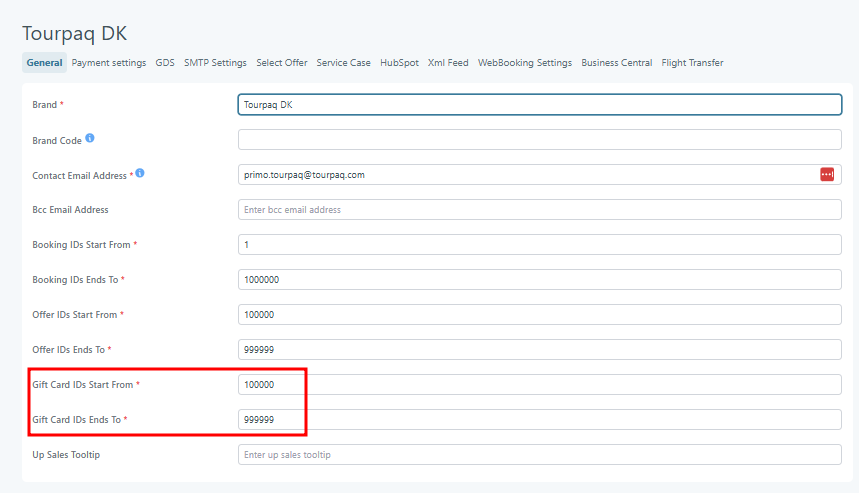 Tourpaq DK
General Payment settings GDS SMTP Settings Select Offer Service Case HubSpot Xml Feed WebBooking Settings Business Central Flight Transfer
Brand * Tourpaq DK
Brand Code
Contact Email Address * primo.tourpaq@tourpaq.com
Bcc Email Address Enter bcc email address
Booking IDs Start From * 1
Booking IDs Ends To * 1000000
Offer IDs Start From * 100000
Offer IDs Ends To * 999999
Gift Card IDs Start From * 100000
Gift Card IDs Ends To * 999999
Up Sales Tooltip Enter up sales tooltip